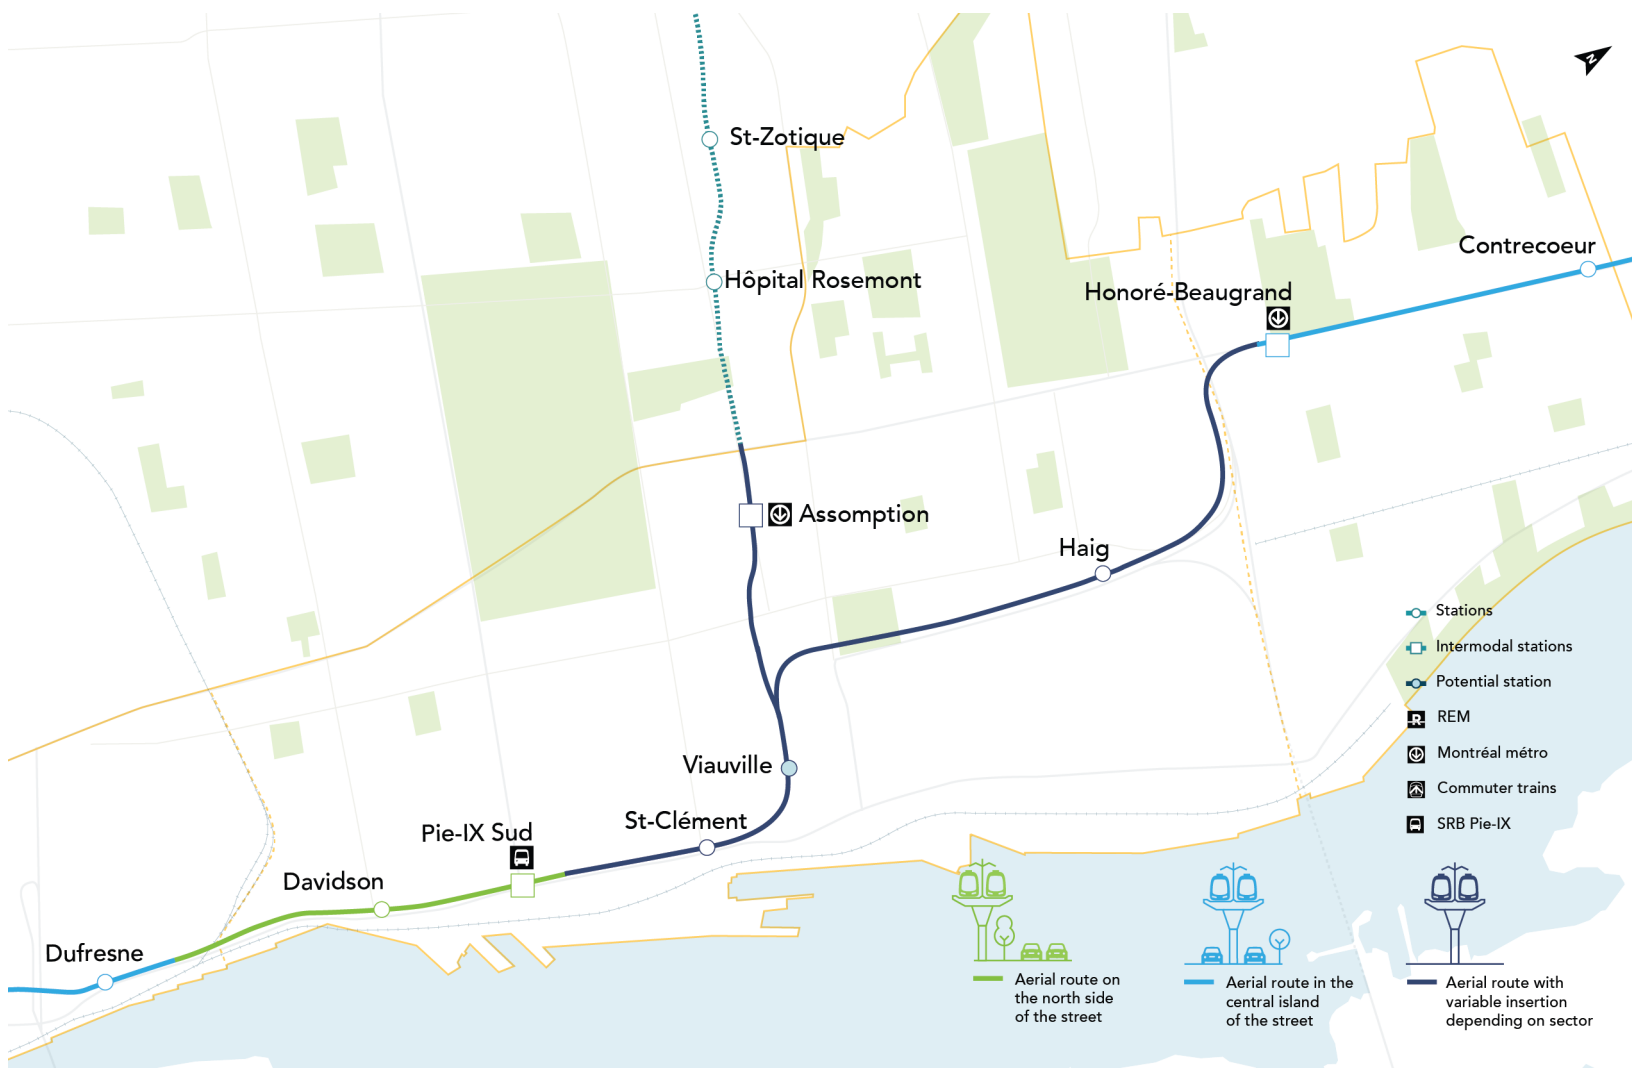 N
St-Zotique
Contrecoeur
Hôpital Rosemont
Honoré-Beaugrand
Assomption
Haig
Stations
Intermodal stations
Potential station
R REM
Montréal métro
Commuter trains
SRB Pie-IX
Viauville
St-Clément
Pie-IX Sud
Davidson
Dufresne
Aerial route on
the north side
of the street
Aerial route in the
central island
of the street
Aerial route with
variable insertion
depending on sector